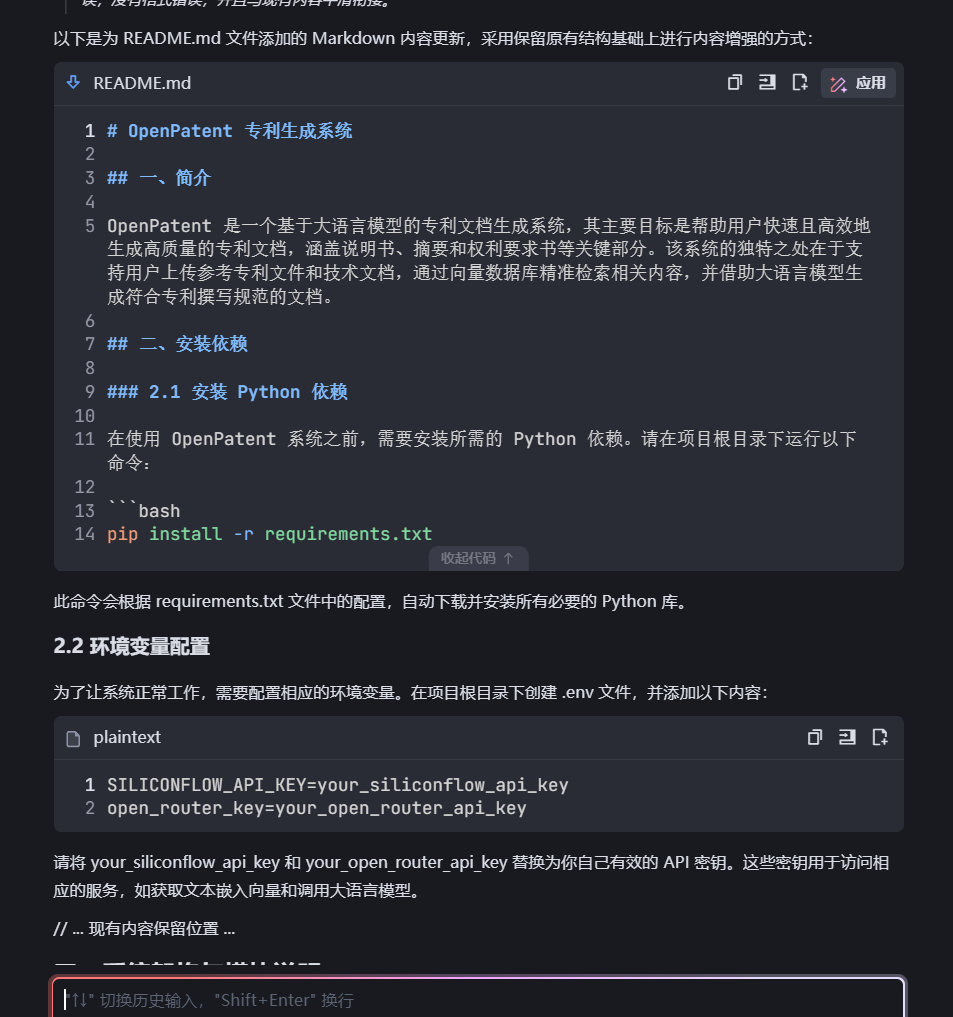 误，没有格式错误，并且与现有内容平滑衔接。
以下是为 README.md 文件添加的 Markdown 内容更新，采用保留原有结构基础上进行内容增强的方式：
README.md
应用
1 # OpenPatent 专利生成系统
2
3 ## 一、简介
4
5 OpenPatent 是一个基于大语言模型的专利文档生成系统，其主要目标是帮助用户快速且高效地
生成高质量的专利文档，涵盖说明书、摘要和权利要求书等关键部分。该系统的独特之处在于支
持用户上传参考专利文件和技术文档，通过向量数据库精准检索相关内容，并借助大语言模型生
成符合专利撰写规范的文档。
6
7 ## 二、安装依赖
8
9 ### 2.1 安装 Python 依赖
10
11 在使用 OpenPatent 系统之前，需要安装所需的 Python 依赖。请在项目根目录下运行以下
命令：
12
13 ```bash
14 pip install -r requirements.txt
收起代码 ↑
此命令会根据 requirements.txt 文件中的配置，自动下载并安装所有必要的 Python 库。
2.2 环境变量配置
为了让系统正常工作，需要配置相应的环境变量。在项目根目录下创建 .env 文件，并添加以下内容：
plaintext
1 SILICONFLOW_API_KEY=your_siliconflow_api_key
2 open_router_key=your_open_router_api_key
请将 your_siliconflow_api_key 和 your_open_router_api_key 替换为你自己有效的 API 密钥。这些密钥用于访问相
应的服务，如获取文本嵌入向量和调用大语言模型。
// ... 现有内容保留位置 ...
"↑↓" 切换历史输入，"Shift+Enter" 换行